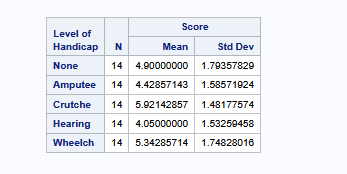 Level of Handicap N Score
Mean Std Dev
None 14 4.90000000 1.79357829
Amputee 14 4.42857143 1.58571924
Crutche 14 5.92142857 1.48177574
Hearing 14 4.05000000 1.53259458
Wheelch 14 5.34285714 1.74828016